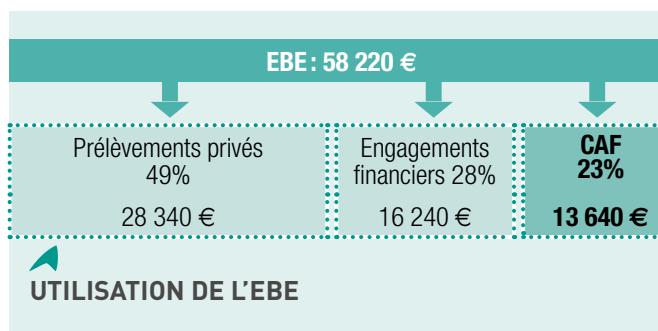 EBE : 58 220 €
Prélèvements privés
49%
28 340 €
Engagements
financiers 28%
16 240 €
CAF
23%
13 640 €
UTILISATION DE L'EBE